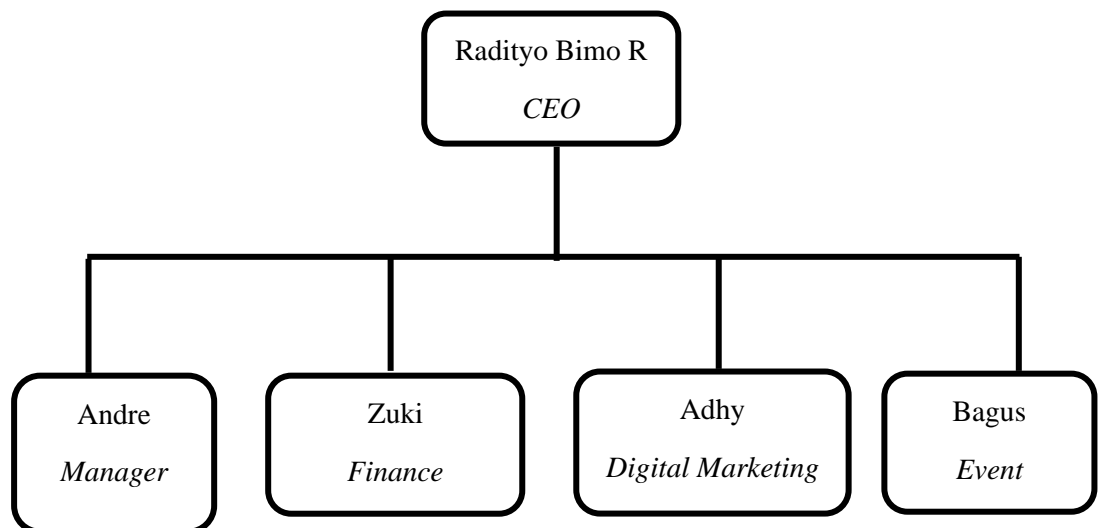 Radityo Bimo R
CEO
Andre
Manager
Zuki
Finance
Adhy
Digital Marketing
Bagus
Event